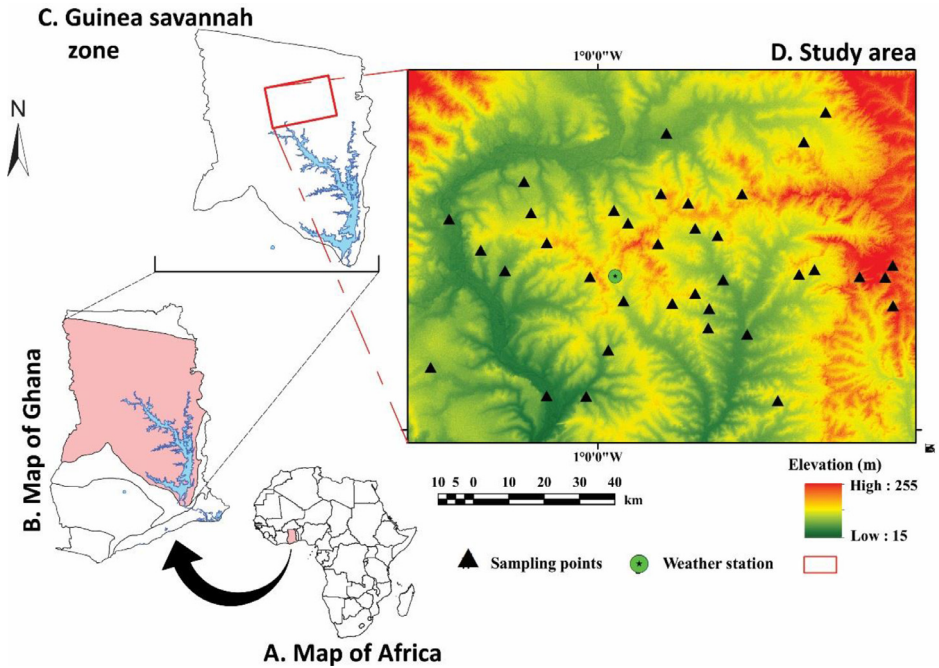 C. Guinea savannah
zone
N
1°0'0"W
D. Study area
B. Map of Ghana
1°0'0"W
10 5 0 10 20 30 40
km
Elevation (m)
High : 255
Low : 15
Sampling points
Weather station
A. Map of Africa